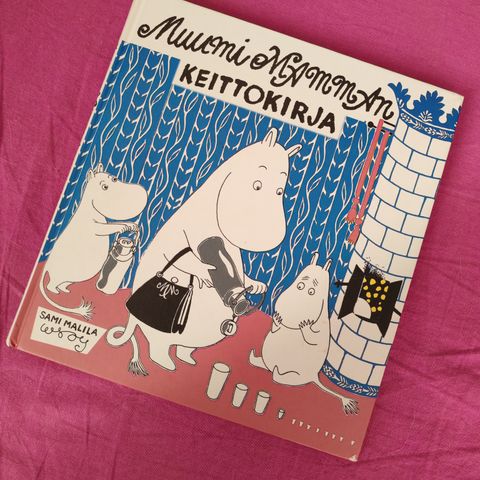 MuuMi MAMMAN
KEITTOKIRJA
SAMI MALILA
WSOY